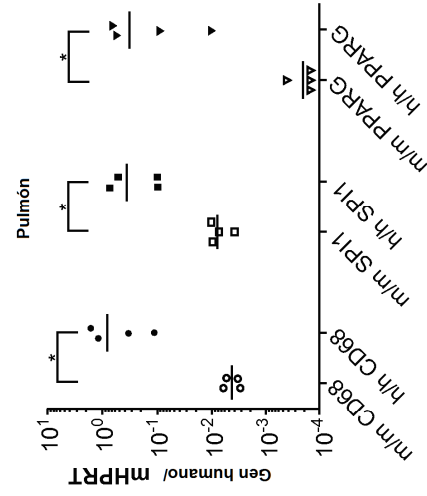 Pulmón
Gen humano/ mHPRT
10¹
10⁰
10⁻¹
10⁻²
10⁻³
10⁻⁴
*
*
*
m/m CD68
h/h CD68
m/m SPI1
h/h SPI1
m/m PPARG
h/h PPARG